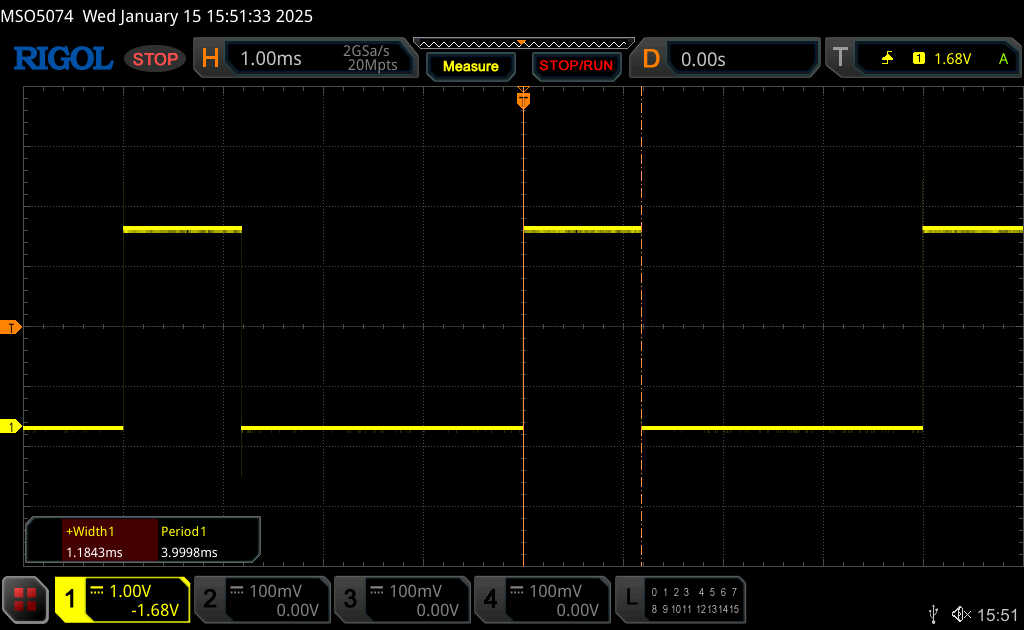 MSO5074 Wed January 15 15:51:33 2025
RIGOL STOP H 1.00ms 2GSa/s 20Mpts Measure STOP/RUN D 0.00s T 1 1.68V A
T
T
1
+Width1 Period1
1.1843ms 3.9998ms
1 1.00V -1.68V 2 100mV 0.00V 3 100mV 0.00V 4 100mV 0.00V L 0 1 2 3 4 5 6 7
8 9 10 11 12 13 14 15
15:51